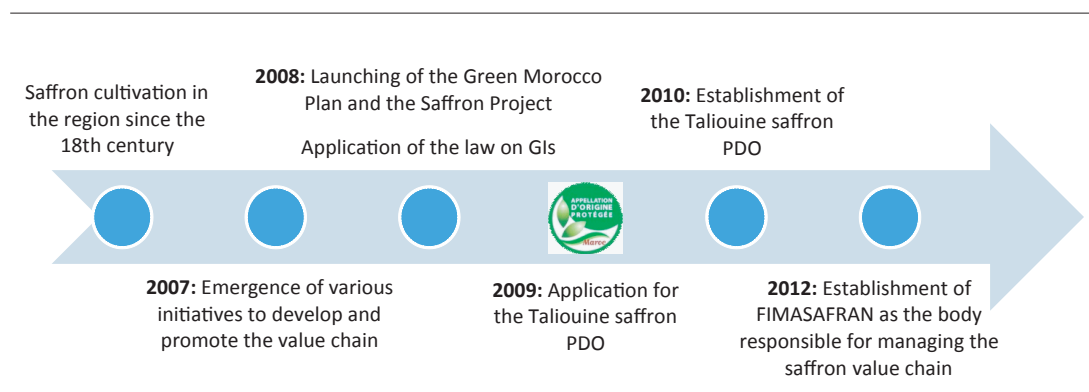 Saffron cultivation in
the region since the
18th century
2007: Emergence of various
initiatives to develop and
promote the value chain
2008: Launching of the Green Morocco
Plan and the Saffron Project
Application of the law on GIs
APPELLATION
D'ORIGINE
PROTÉGÉE
Maroc
2009: Application for
the Taliouine saffron
PDO
2010: Establishment of
the Taliouine saffron
PDO
2012: Establishment of
FIMASAFRAN as the body
responsible for managing the
saffron value chain